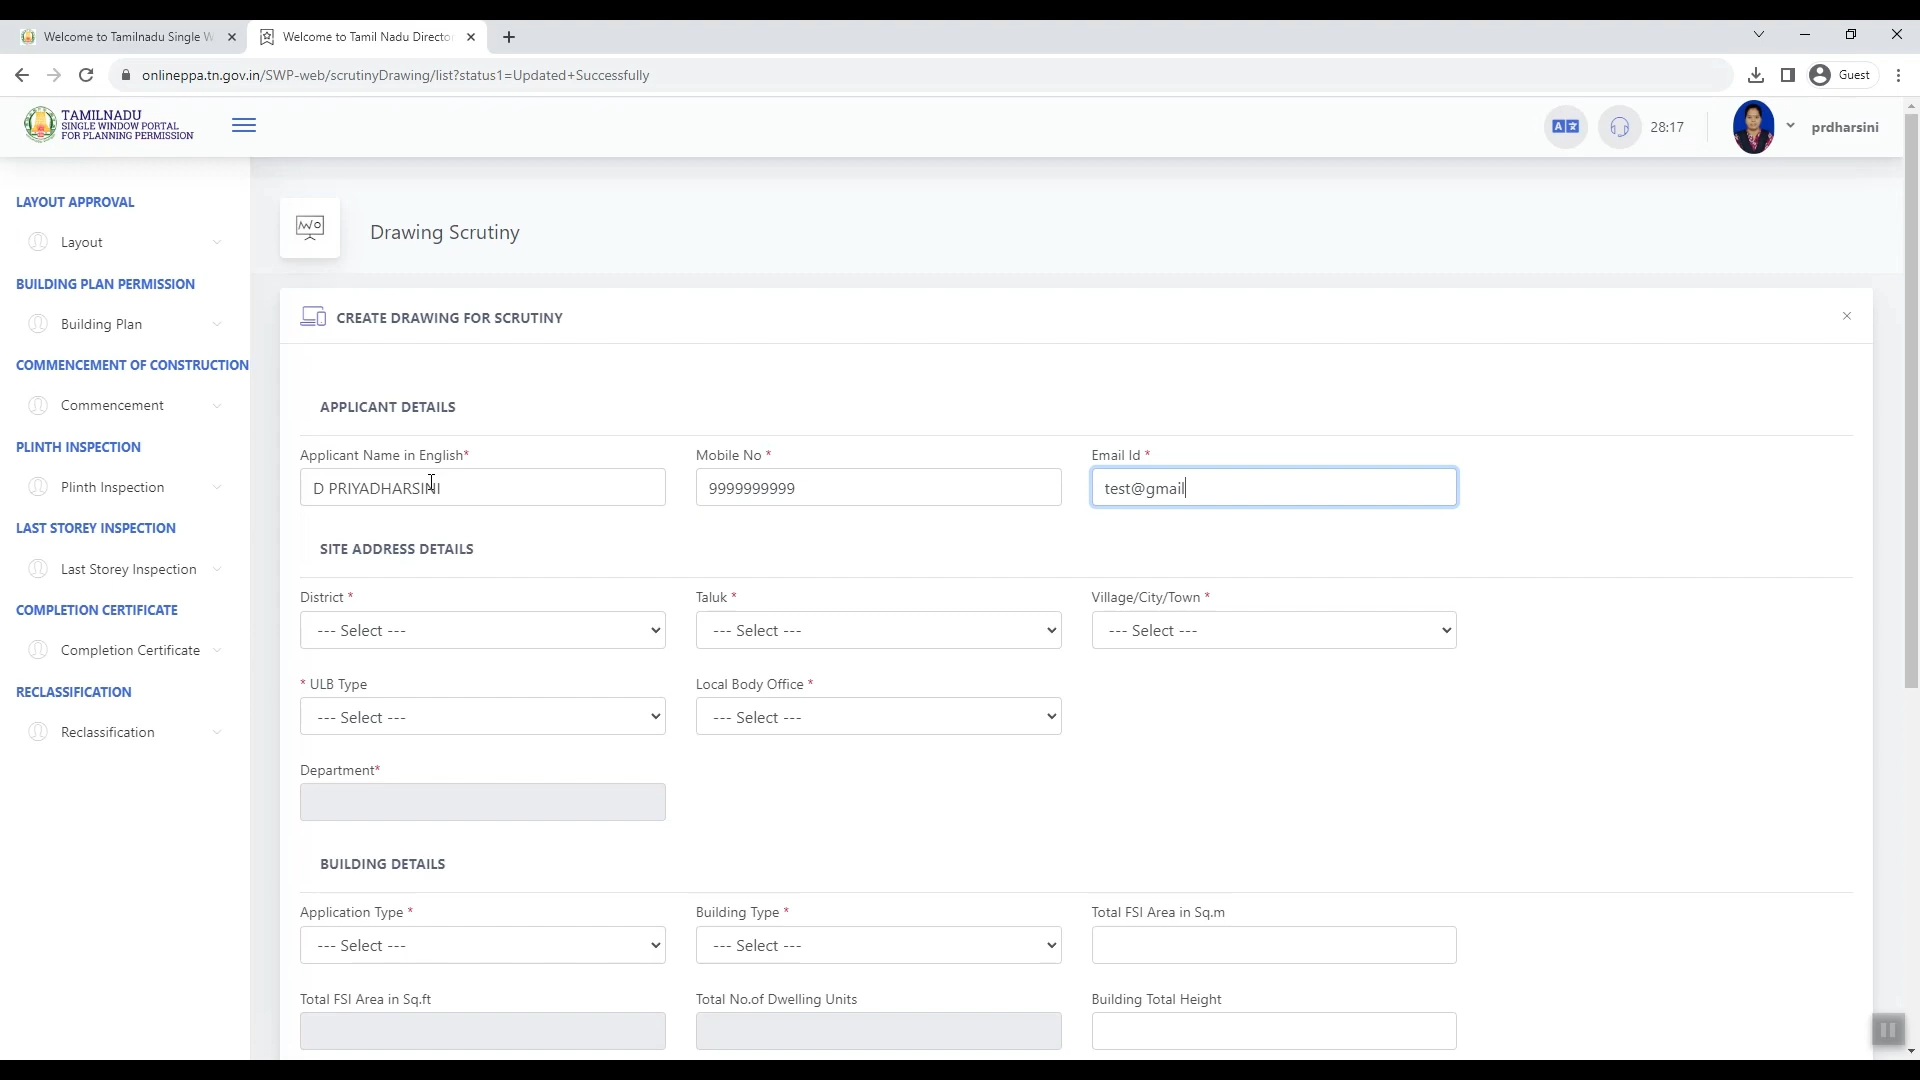 Welcome to Tamilnadu Single W
Welcome to Tamil Nadu Directo
onlineppa.tn.gov.in/SWP-web/scrutinyDrawing/list?status1=Updated+Successfully
Guest
TAMILNADU
SINGLE WINDOW PORTAL
FOR PLANNING PERMISSION
28:17
prdharsini
LAYOUT APPROVAL
Layout
BUILDING PLAN PERMISSION
Building Plan
COMMENCEMENT OF CONSTRUCTION
Commencement
PLINTH INSPECTION
Plinth Inspection
LAST STOREY INSPECTION
Last Storey Inspection
COMPLETION CERTIFICATE
Completion Certificate
RECLASSIFICATION
Reclassification
Drawing Scrutiny
CREATE DRAWING FOR SCRUTINY
APPLICANT DETAILS
Applicant Name in English* Mobile No * Email Id *
D PRIYADHARSINI 9999999999 test@gmail
SITE ADDRESS DETAILS
District * Taluk * Village/City/Town *
--- Select --- --- Select --- --- Select ---
* ULB Type Local Body Office *
--- Select --- --- Select ---
Department*
BUILDING DETAILS
Application Type * Building Type * Total FSI Area in Sq.m
--- Select --- --- Select ---
Total FSI Area in Sq.ft Total No.of Dwelling Units Building Total Height